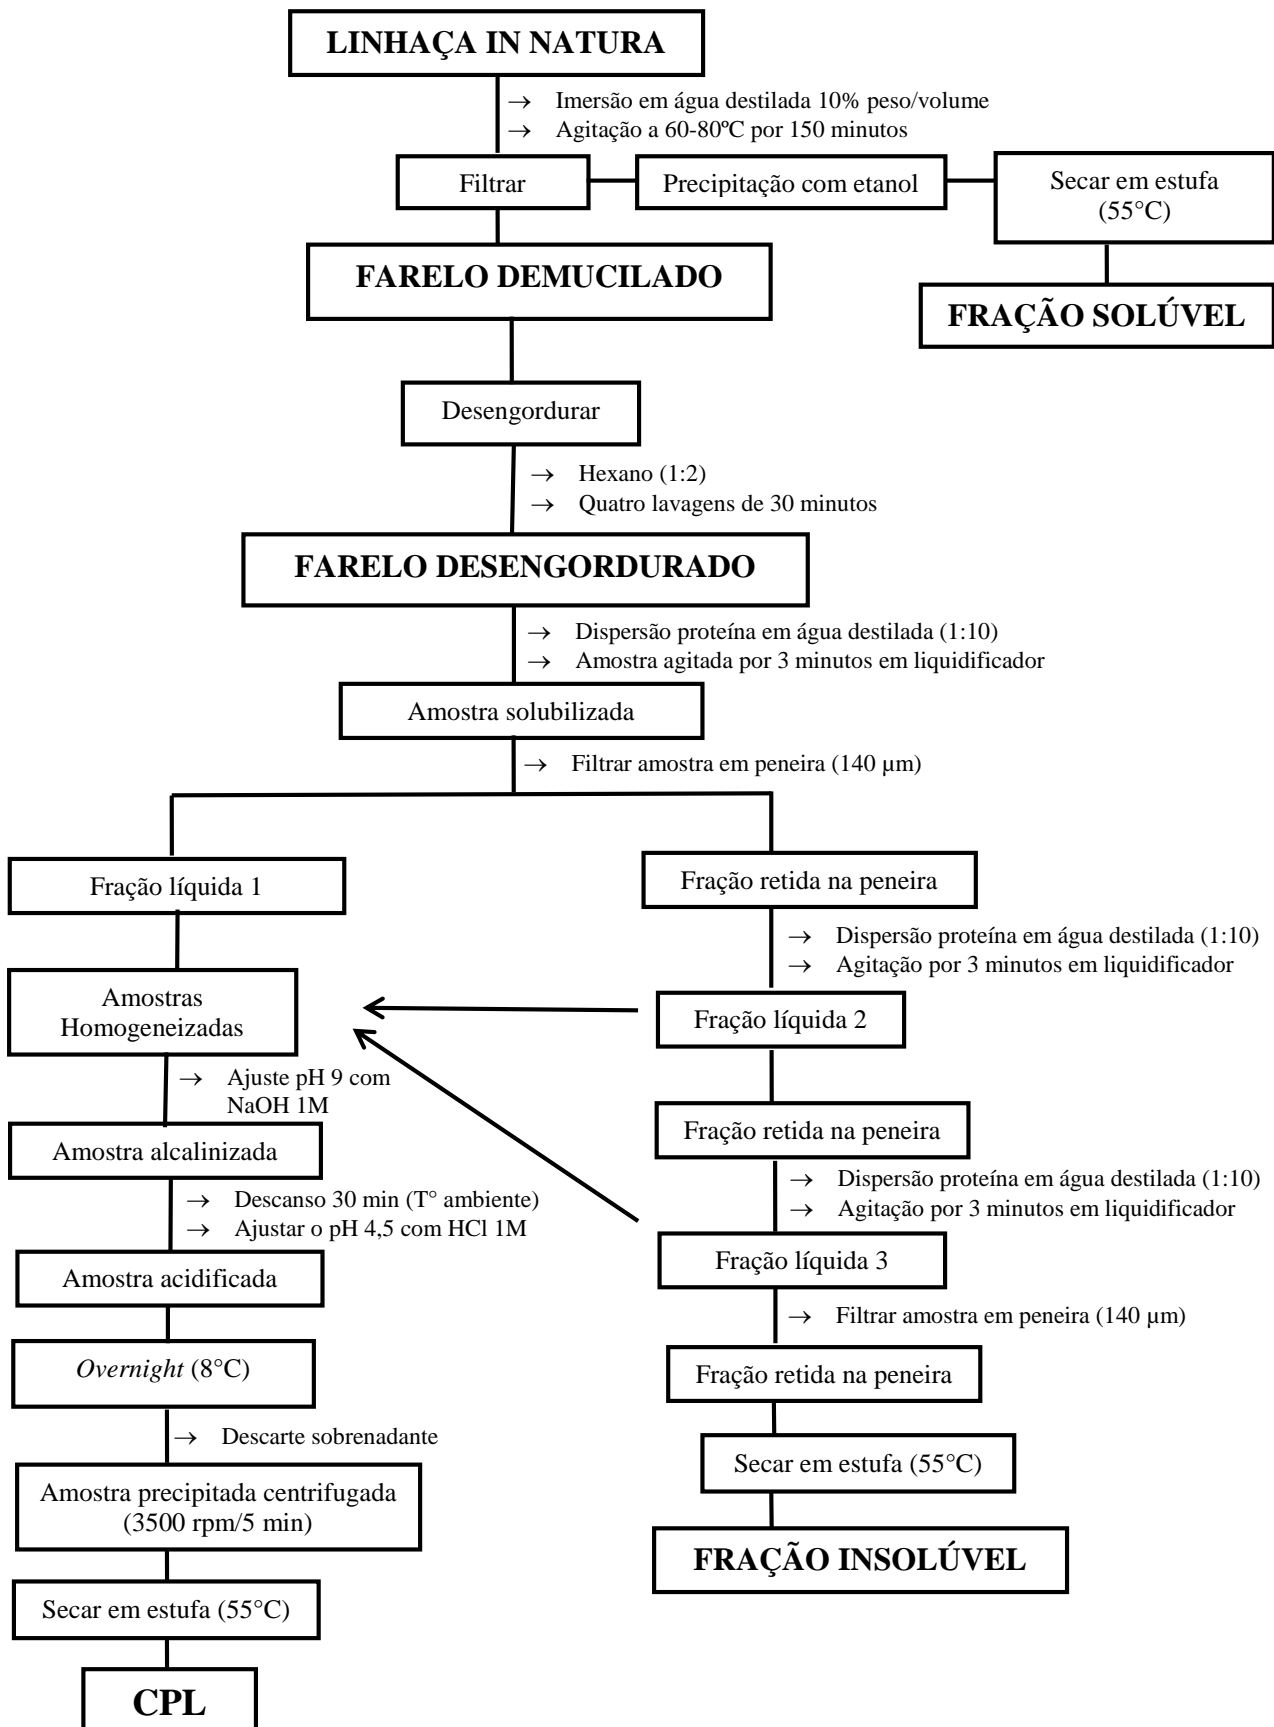 LINHAÇA IN NATURA
→ Imersão em água destilada 10% peso/volume
→ Agitação a 60-80ºC por 150 minutos
Filtrar
Precipitação com etanol
Secar em estufa
(55°C)
FARELO DEMUCILADO
FRAÇÃO SOLÚVEL
Desengordurar
→ Hexano (1:2)
→ Quatro lavagens de 30 minutos
FARELO DESENGORDURADO
→ Dispersão proteína em água destilada (1:10)
→ Amostra agitada por 3 minutos em liquidificador
Amostra solubilizada
→ Filtrar amostra em peneira (140 µm)
Fração líquida 1
Amostras
Homogeneizadas
→ Ajuste pH 9 com
NaOH 1M
Amostra alcalinizada
→ Descanso 30 min (T° ambiente)
→ Ajustar o pH 4,5 com HCl 1M
Amostra acidificada
Overnight (8°C)
→ Descarte sobrenadante
Amostra precipitada centrifugada
(3500 rpm/5 min)
Secar em estufa (55°C)
CPL
Fração retida na peneira
→ Dispersão proteína em água destilada (1:10)
→ Agitação por 3 minutos em liquidificador
Fração líquida 2
Fração retida na peneira
→ Dispersão proteína em água destilada (1:10)
→ Agitação por 3 minutos em liquidificador
Fração líquida 3
→ Filtrar amostra em peneira (140 µm)
Fração retida na peneira
Secar em estufa (55°C)
FRAÇÃO INSOLÚVEL